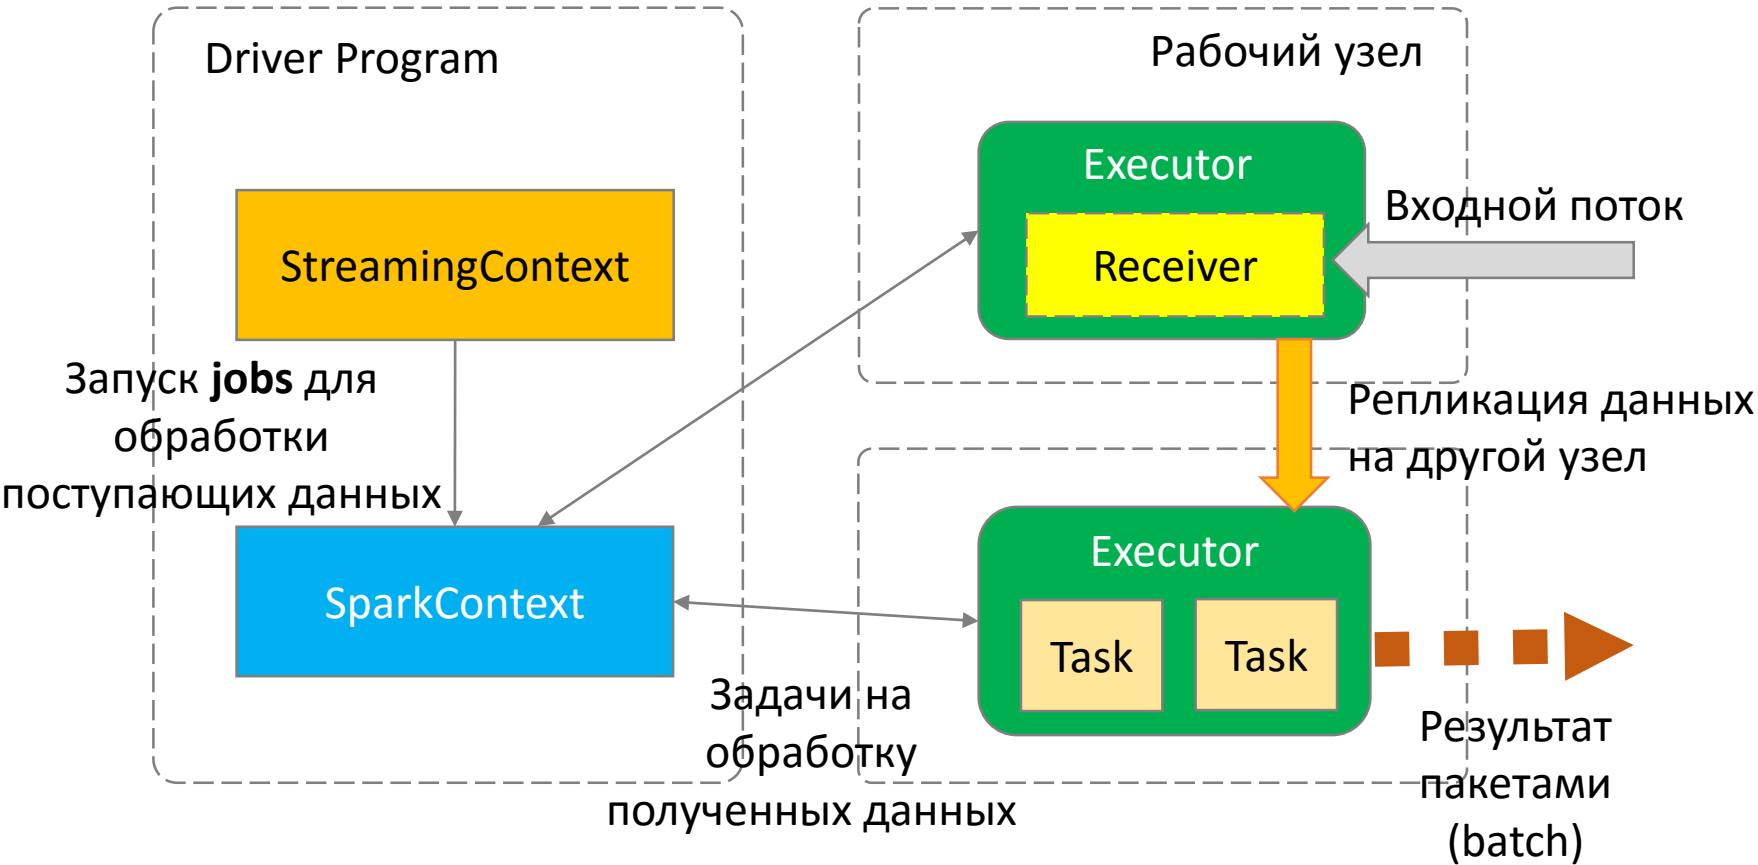 Driver Program
StreamingContext
Запуск jobs для
обработки
поступающих данных
SparkContext
Рабочий узел
Executor
Receiver
Входной поток
Репликация данных
на другой узел
Executor
Task
Task
Задачи на
обработку
полученных данных
Результат
пакетами
(batch)